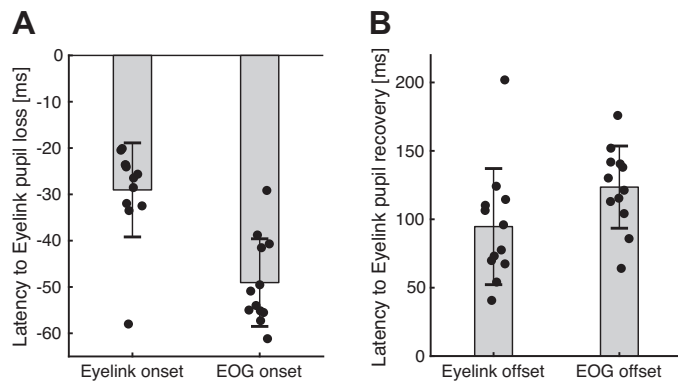 A
Latency to Eyelink pupil loss [ms]
0
-10
-20
-30
-40
-50
-60
Eyelink onset
EOG onset
B
Latency to Eyelink pupil recovery [ms]
200
150
100
50
0
Eyelink offset
EOG offset